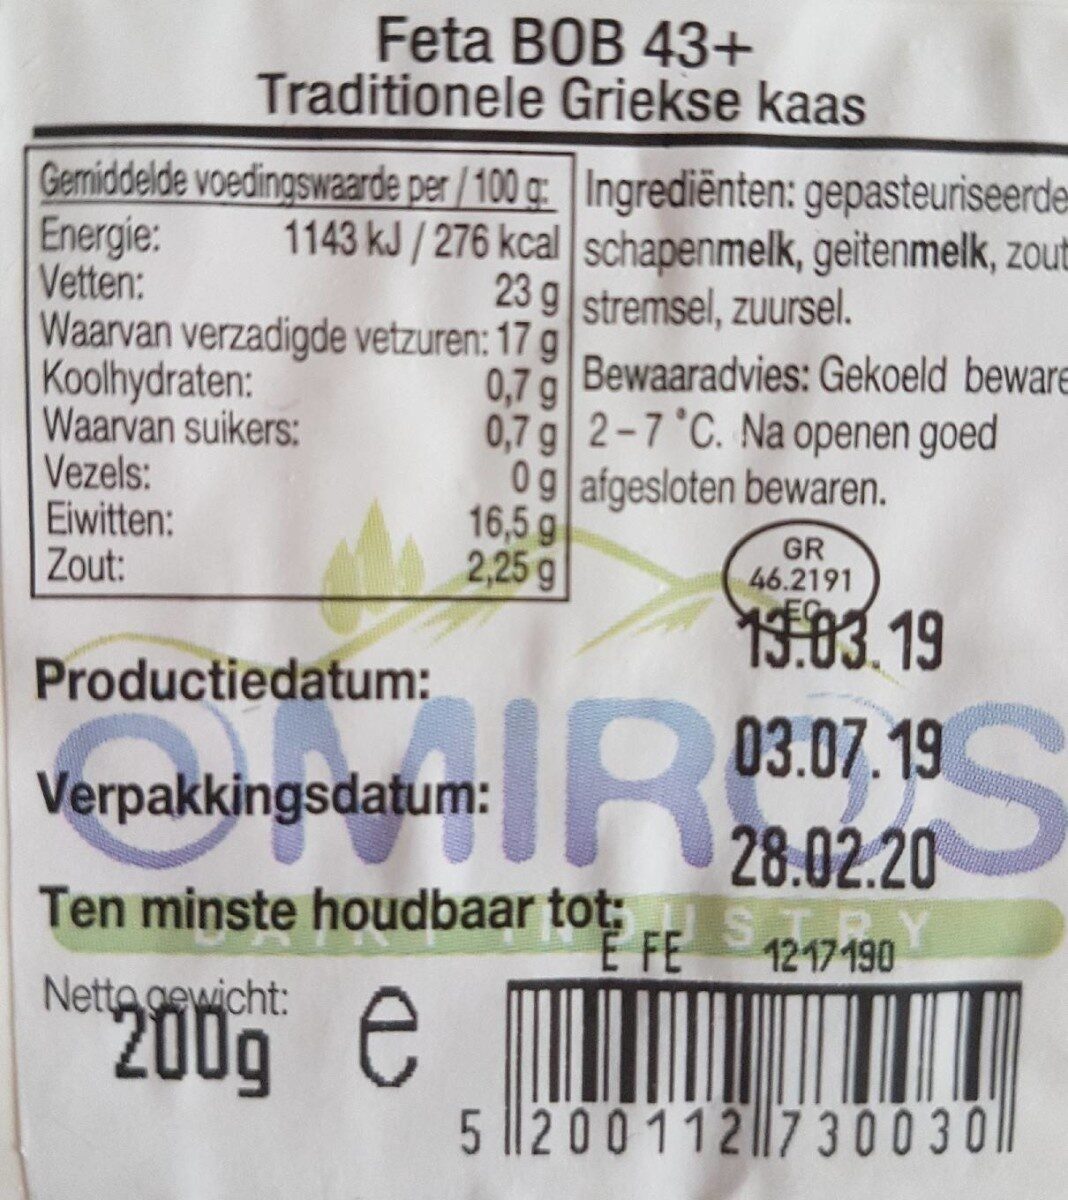 Feta BOB 43+
Traditionele Griekse kaas
Gemiddelde voedingswaarde per / 100 g:
Energie: 1143 kJ / 276 kcal
Vetten: 23 g
Waarvan verzadigde vetzuren: 17 g
Koolhydraten: 0,7 g
Waarvan suikers: 0,7 g
Vezels: 0 g
Eiwitten: 16,5 g
Zout: 2,25 g
Ingrediënten: gepasteuriseerde
schapenmelk, geitenmelk, zout
stremsel, zuursel.
Bewaaradvies: Gekoeld beware
2 – 7 °C. Na openen goed
afgesloten bewaren.
GR
46.2191
EC
Productiedatum: 13.03.19
Verpakkingsdatum: 03.07.19
Ten minste houdbaar tot: 28.02.20
OMIROS
DAIRY INDUSTRY
E FE 1217190
Netto gewicht:
200g e
5 200112 730030